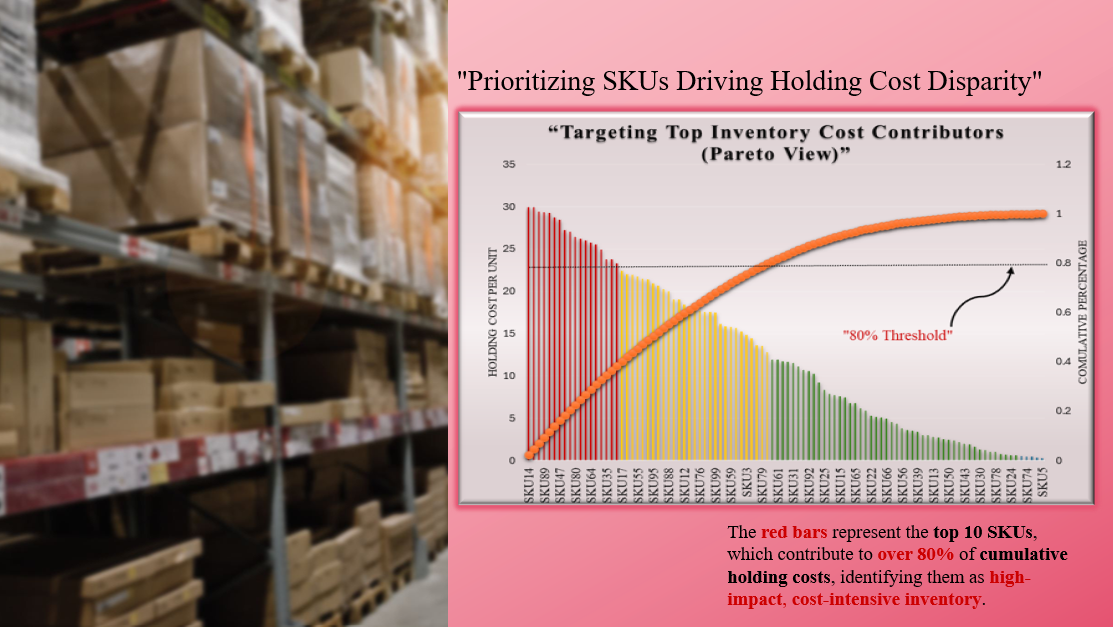 "Prioritizing SKUs Driving Holding Cost Disparity"
“Targeting Top Inventory Cost Contributors
(Pareto View)”
35
30
25
20
15
10
5
0
HOLDING COST PER UNIT
1.2
1
0.8
0.6
0.4
0.2
0
COMULATIVE PERCENTAGE
"80% Threshold"
SKU14
SKU89
SKU47
SKU80
SKU64
SKU35
SKU17
SKU55
SKU95
SKU88
SKU12
SKU76
SKU99
SKU59
SKU3
SKU79
SKU61
SKU31
SKU92
SKU25
SKU15
SKU65
SKU22
SKU66
SKU56
SKU39
SKU13
SKU50
SKU43
SKU30
SKU78
SKU24
SKU74
SKU5
The red bars represent the top 10 SKUs,
which contribute to over 80% of cumulative
holding costs, identifying them as high-
impact, cost-intensive inventory.